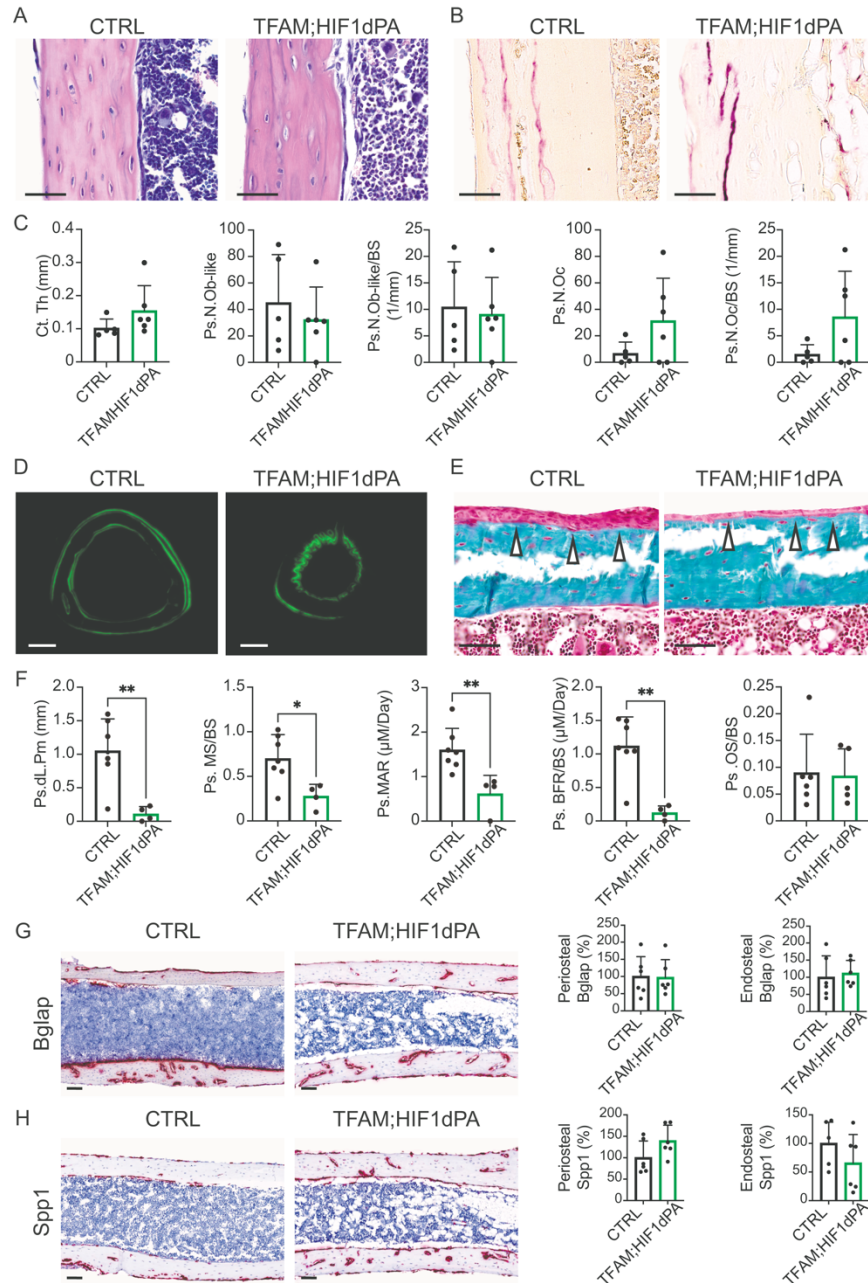 A
CTRL
TFAM;HIF1dPA
B
CTRL
TFAM;HIF1dPA
C
Ct. Th (mm)
0.4
0.3
0.2
0.1
0.0
CTRL
TFAMHIF1dPA
Ps.N.Ob-like
100
80
60
40
20
0
CTRL
TFAMHIF1dPA
Ps.N.Ob-like/BS
(1/mm)
25
20
15
10
5
0
CTRL
TFAMHIF1dPA
Ps.N.Oc
100
80
60
40
20
0
CTRL
TFAMHIF1dPA
Ps.N.Oc/BS (1/mm)
25
20
15
10
5
0
CTRL
TFAMHIF1dPA
D
CTRL
TFAM;HIF1dPA
E
CTRL
TFAM;HIF1dPA
F
Ps.dL.Pm (mm)
2.0
1.5
1.0
0.5
0.0
**
CTRL
TFAM;HIF1dPA
Ps. MS/BS
1.5
1.0
0.5
0.0
*
CTRL
TFAM;HIF1dPA
Ps.MAR (µM/Day)
3
2
1
0
**
CTRL
TFAM;HIF1dPA
Ps. BFR/BS (µM/Day)
2.0
1.5
1.0
0.5
0.0
**
CTRL
TFAM;HIF1dPA
Ps .OS/BS
0.25
0.20
0.15
0.10
0.05
0.00
CTRL
TFAM;HIF1dPA
G
CTRL
TFAM;HIF1dPA
Bglap
Periosteal
Bglap (%)
250
200
150
100
50
0
CTRL
TFAM;HIF1dPA
Endosteal
Bglap (%)
250
200
150
100
50
0
CTRL
TFAM;HIF1dPA
H
CTRL
TFAM;HIF1dPA
Spp1
Periosteal
Spp1 (%)
200
150
100
50
0
CTRL
TFAM;HIF1dPA
Endosteal
Spp1 (%)
150
100
50
0
CTRL
TFAM;HIF1dPA